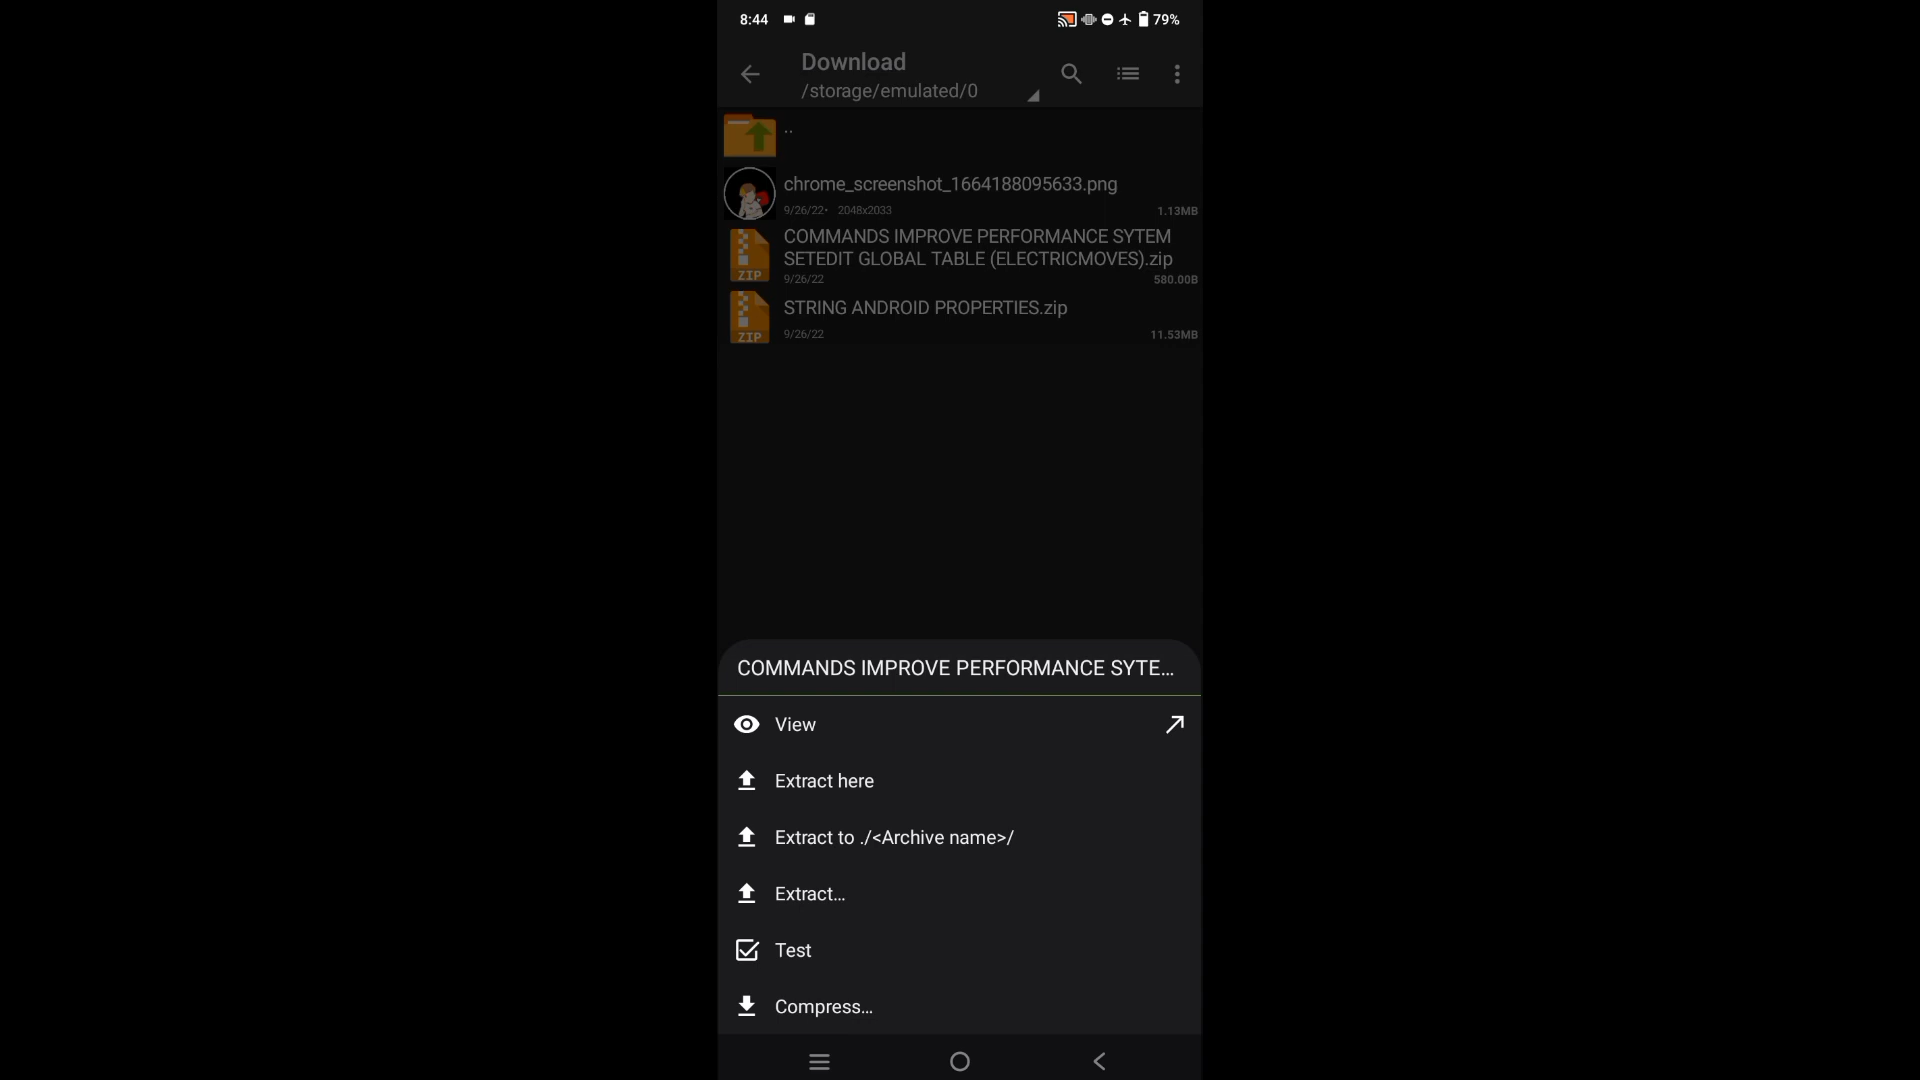 8:44
79%
Download
/storage/emulated/0
..
chrome_screenshot_1664188095633.png
9/26/22• 2048x2033
1.13MB
COMMANDS IMPROVE PERFORMANCE SYTEM
SETEDIT GLOBAL TABLE (ELECTRICMOVES).zip
ZIP
9/26/22
580.00B
STRING ANDROID PROPERTIES.zip
ZIP
9/26/22
11.53MB
COMMANDS IMPROVE PERFORMANCE SYTE...
View
Extract here
Extract to ./<Archive name>/
Extract...
Test
Compress...